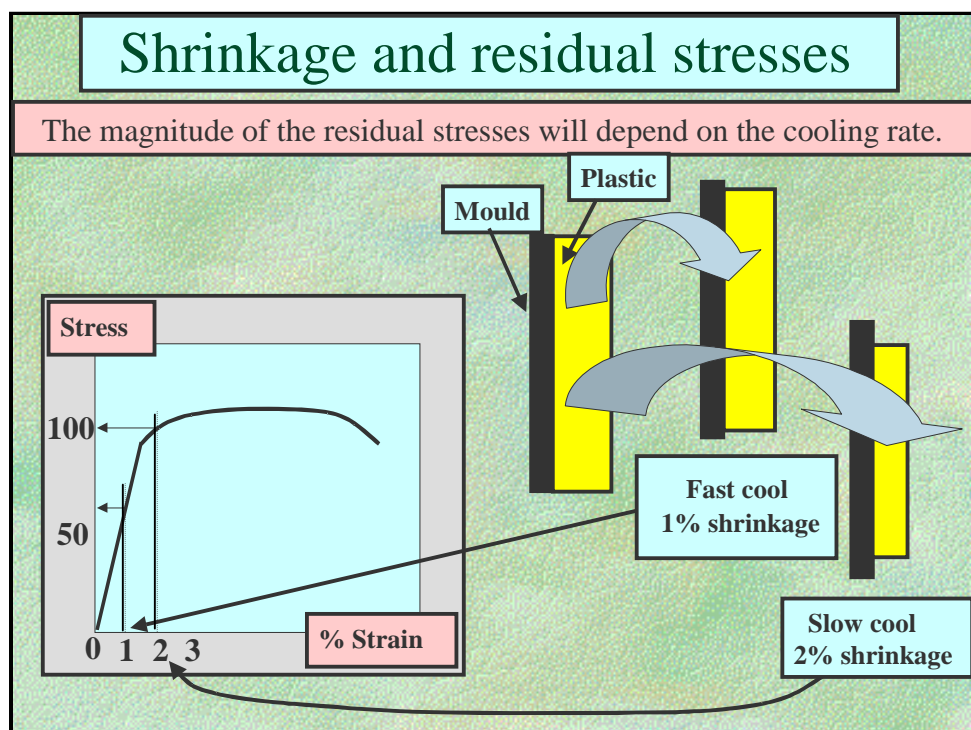 Shrinkage and residual stresses
The magnitude of the residual stresses will depend on the cooling rate.
Plastic
Mould
Stress
100
50
0 1 2 3
% Strain
Fast cool
1% shrinkage
Slow cool
2% shrinkage